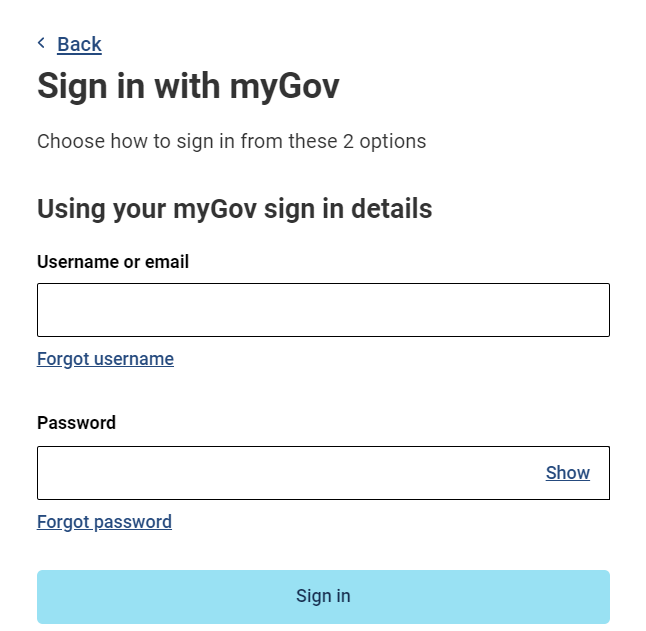 Back
Sign in with myGov
Choose how to sign in from these 2 options
Using your myGov sign in details
Username or email
Forgot username
Password
Show
Forgot password
Sign in